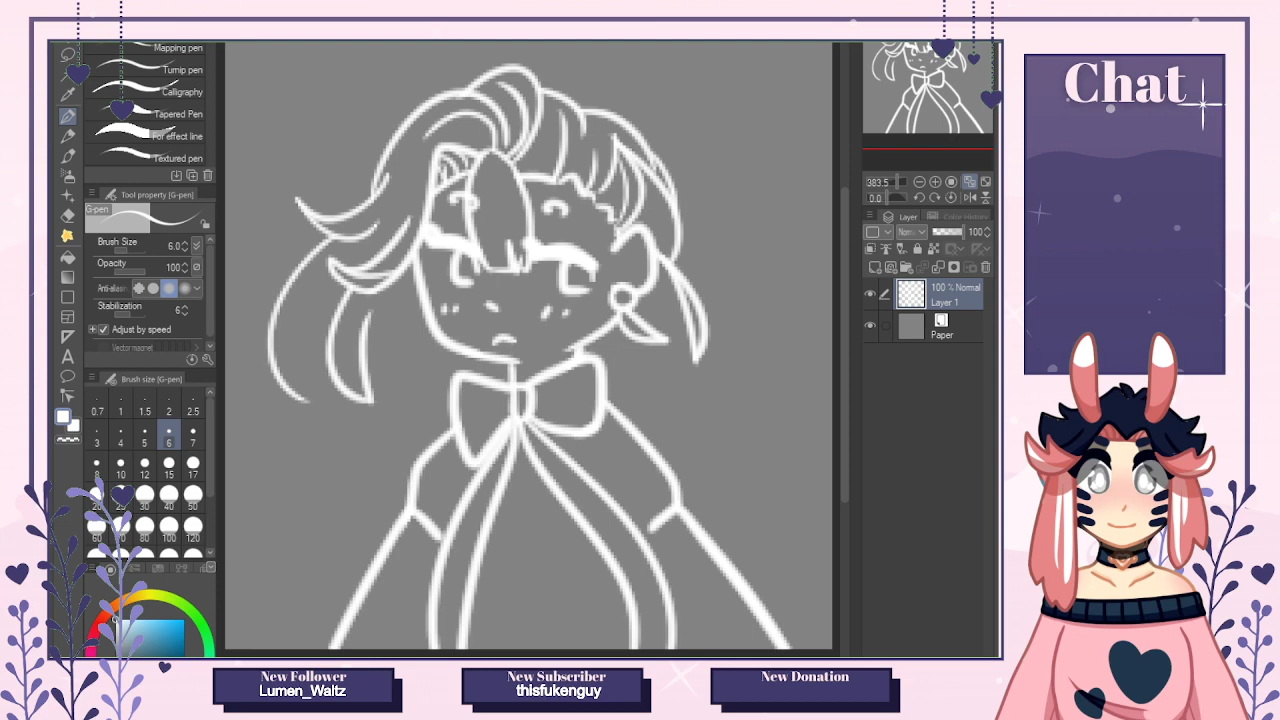 Mapping pen
Turnip pen
Calligraphy
Tapered Pen
For effect line
Textured pen
Tool property [G-pen]
G-pen
Brush Size 6.0
Opacity 100
Anti-alias
Stabilization 6
Adjust by speed
Vector magnet
Brush size [G-pen]
0.7 1 1.5 2 2.5
3 4 5 6 7
8 10 12 15 17
20 25 30 40 50
60 70 80 100 120
383.5
0.0
Layer Color History
100
100 % Normal
Layer 1
Paper
Chat
New Follower
Lumen_Waltz
New Subscriber
thisfukenguy
New Donation